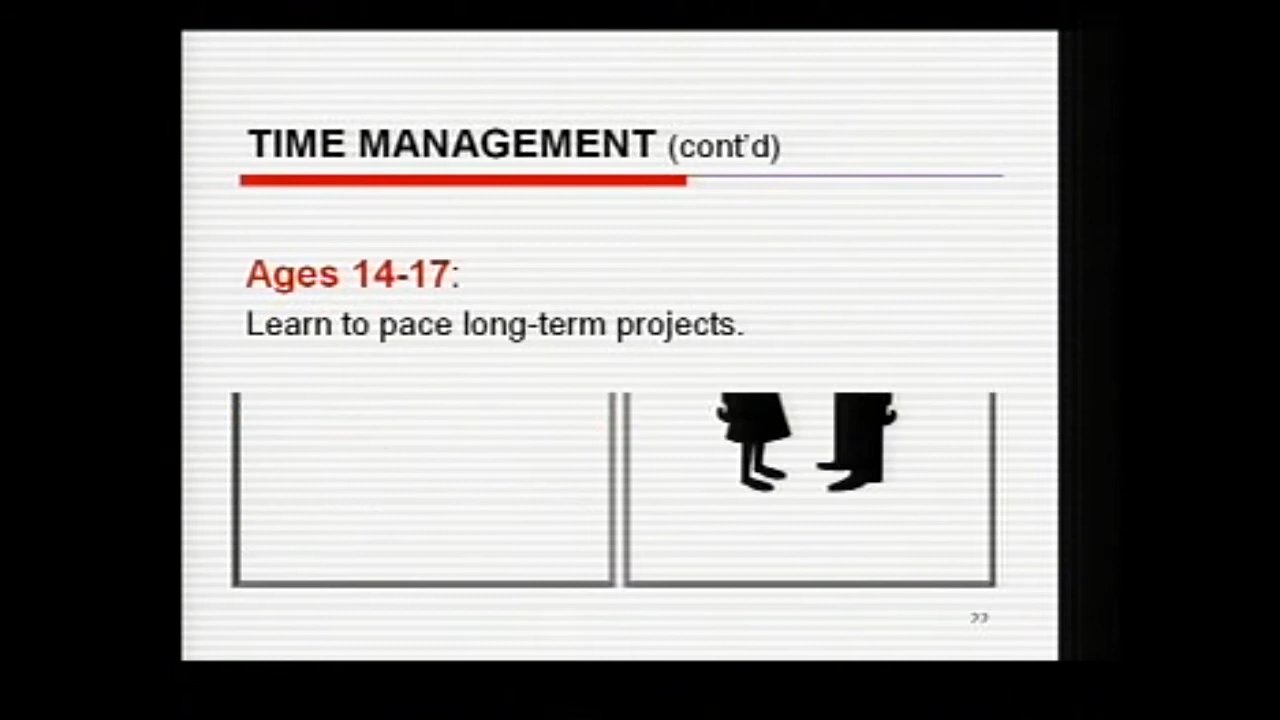 TIME MANAGEMENT (cont'd)
Ages 14-17:
Learn to pace long-term projects.